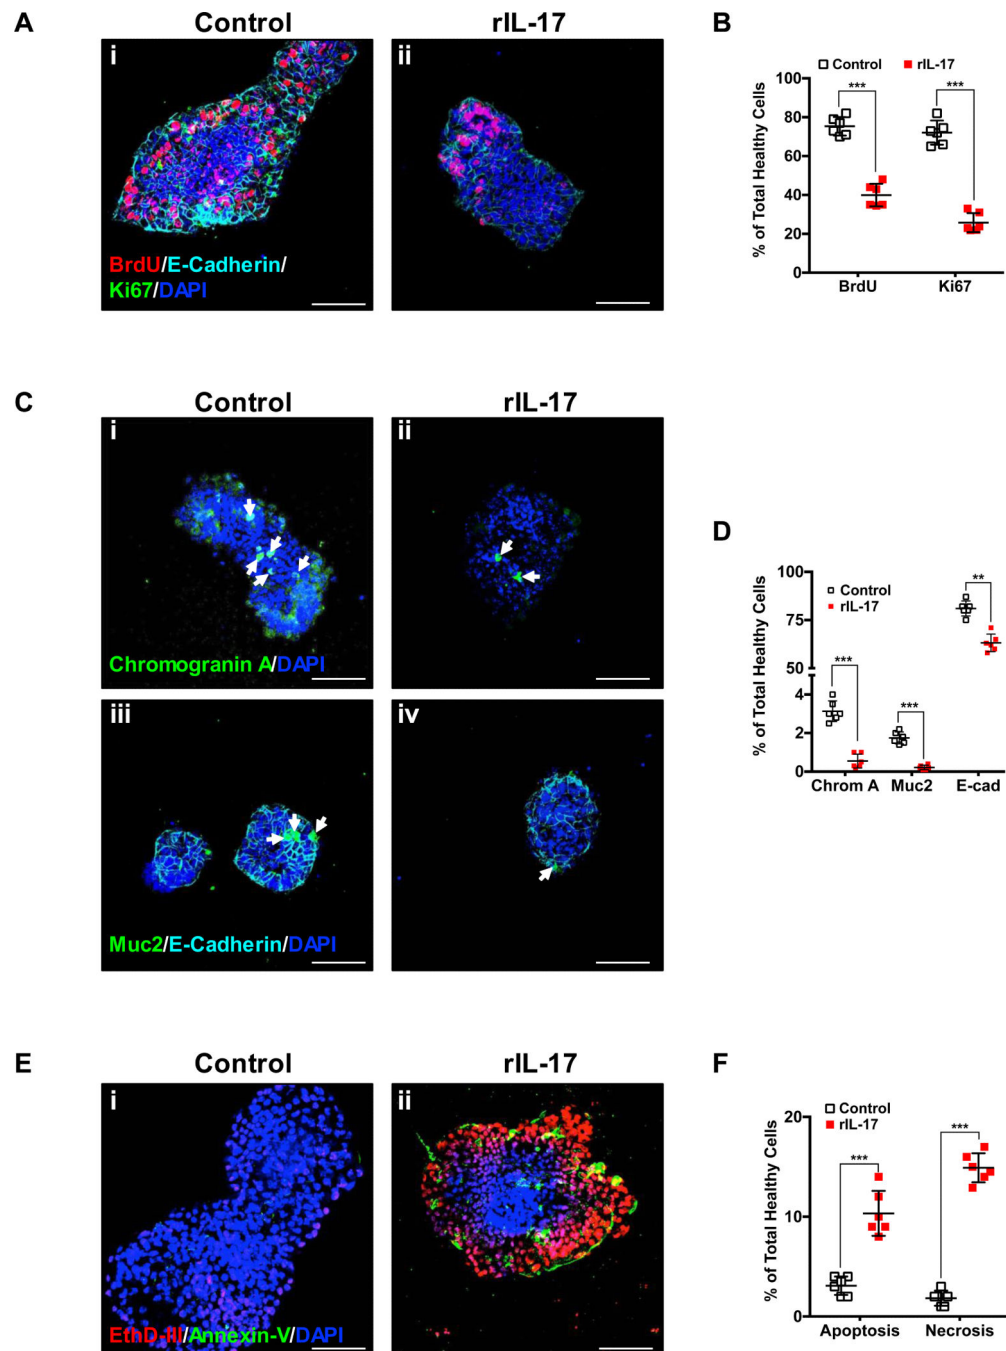 A
Control
rIL-17
i
ii
BrdU/E-Cadherin/
Ki67/DAPI
B
Control
rIL-17
% of Total Healthy Cells
100
80
60
40
20
0
***
***
BrdU
Ki67
C
Control
rIL-17
i
ii
Chromogranin A/DAPI
iii
iv
Muc2/E-Cadherin/DAPI
D
Control
rIL-17
% of Total Healthy Cells
100
75
50
4
2
0
***
***
**
Chrom A
Muc2
E-cad
E
Control
rIL-17
i
ii
EthD-III/Annexin-V/DAPI
F
Control
rIL-17
% of Total Healthy Cells
20
10
0
***
***
Apoptosis
Necrosis